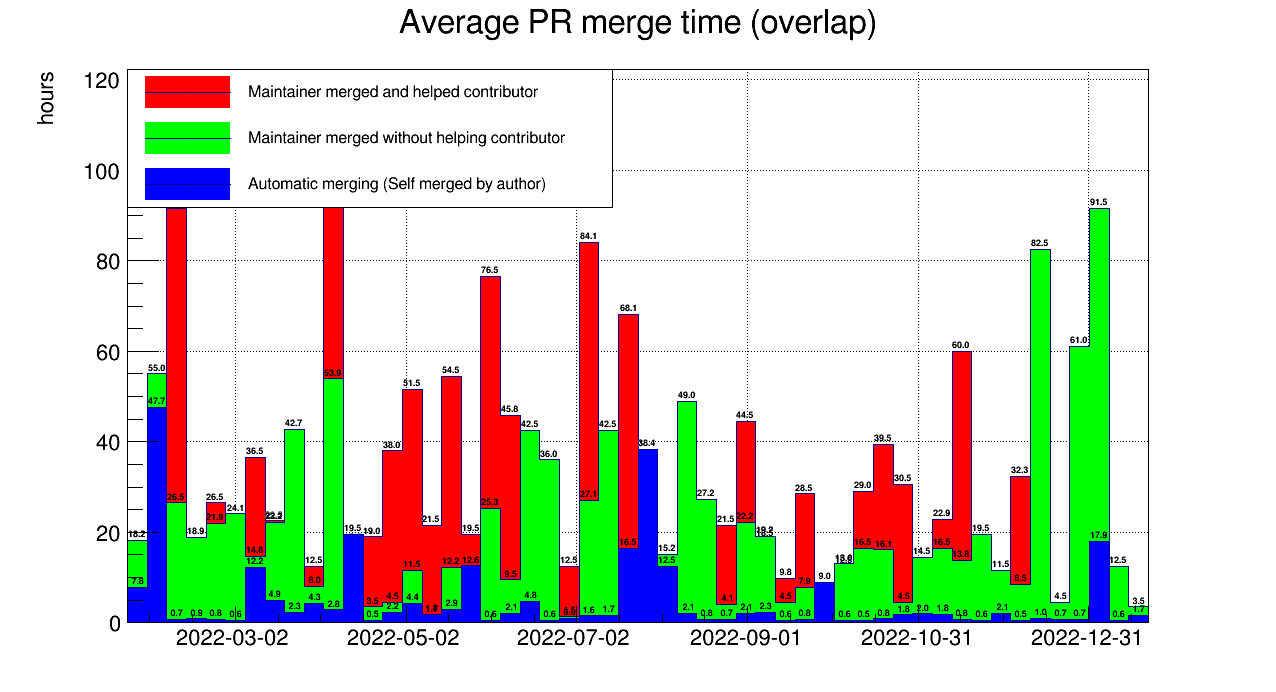 Average PR merge time (overlap)
hours
Maintainer merged and helped contributor
Maintainer merged without helping contributor
Automatic merging (Self merged by author)
120
100
80
60
40
20
0
91.5
82.5
84.1
76.5
68.1
61.0
60.0
55.0 53.9 51.5 54.5
47.7 49.0
42.7 45.8 42.5 42.5 44.5
36.5 38.0 36.0 38.4 39.5
26.5 26.5 24.1 25.3 27.1 27.2 28.5 29.0 30.5 32.3
21.9 21.5 21.5 22.2 22.9
18.2 18.9 19.5 19.0 19.5 16.5 16.5 16.1 16.5 19.5 17.9
14.8 12.2 12.5 11.5 12.2 12.6 12.5 15.2 12.5 13.0 14.5 13.8 11.5 12.5
7.8 8.0 9.5 9.8 7.9 9.0 8.5
4.9 4.3 4.5 4.4 4.8 4.1 4.5 4.5 4.5 3.5
0.7 0.9 0.8 0.6 2.3 2.8 3.5 0.5 2.2 1.8 2.9 0.6 2.1 1.6 1.7 2.1 0.8 0.7 2.1 2.3 0.6 0.8 0.6 0.5 0.8 1.8 2.0 1.8 0.8 0.6 2.1 0.5 1.0 0.7 0.7 0.6 1.7
2022-03-02 2022-05-02 2022-07-02 2022-09-01 2022-10-31 2022-12-31